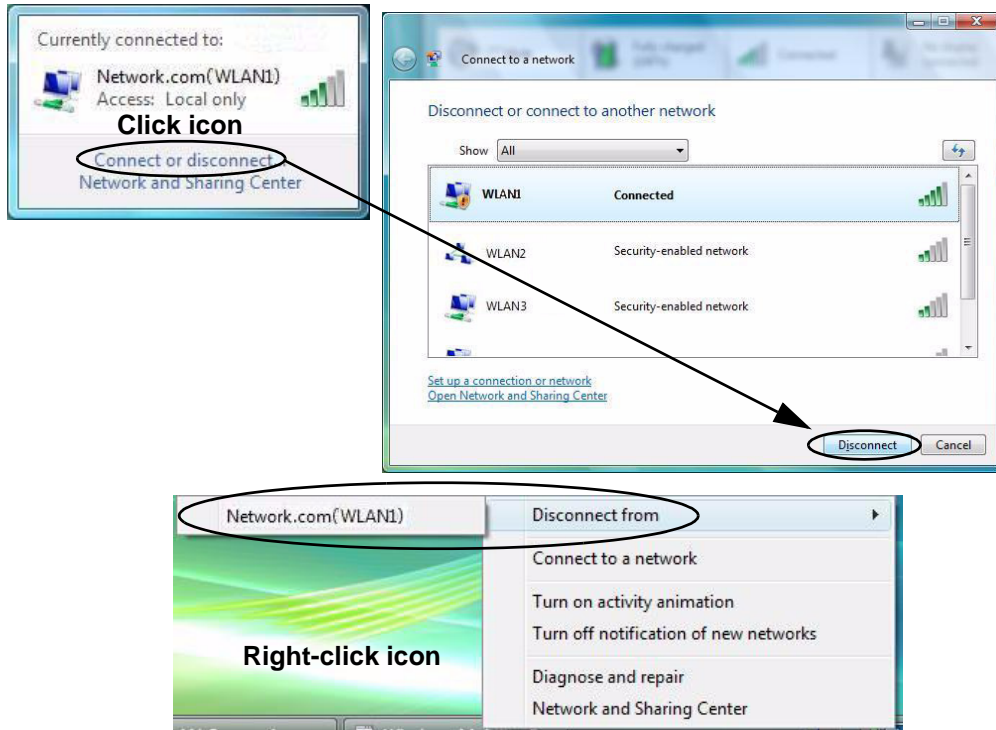 Currently connected to:
Network.com(WLAN1)
Access: Local only
Click icon
Connect or disconnect
Network and Sharing Center
Connect to a network
Disconnect or connect to another network
Show All
WLAN1 Connected
WLAN2 Security-enabled network
WLAN3 Security-enabled network
Set up a connection or network
Open Network and Sharing Center
Disconnect Cancel
Network.com(WLAN1) Disconnect from
Connect to a network
Turn on activity animation
Turn off notification of new networks
Right-click icon
Diagnose and repair
Network and Sharing Center